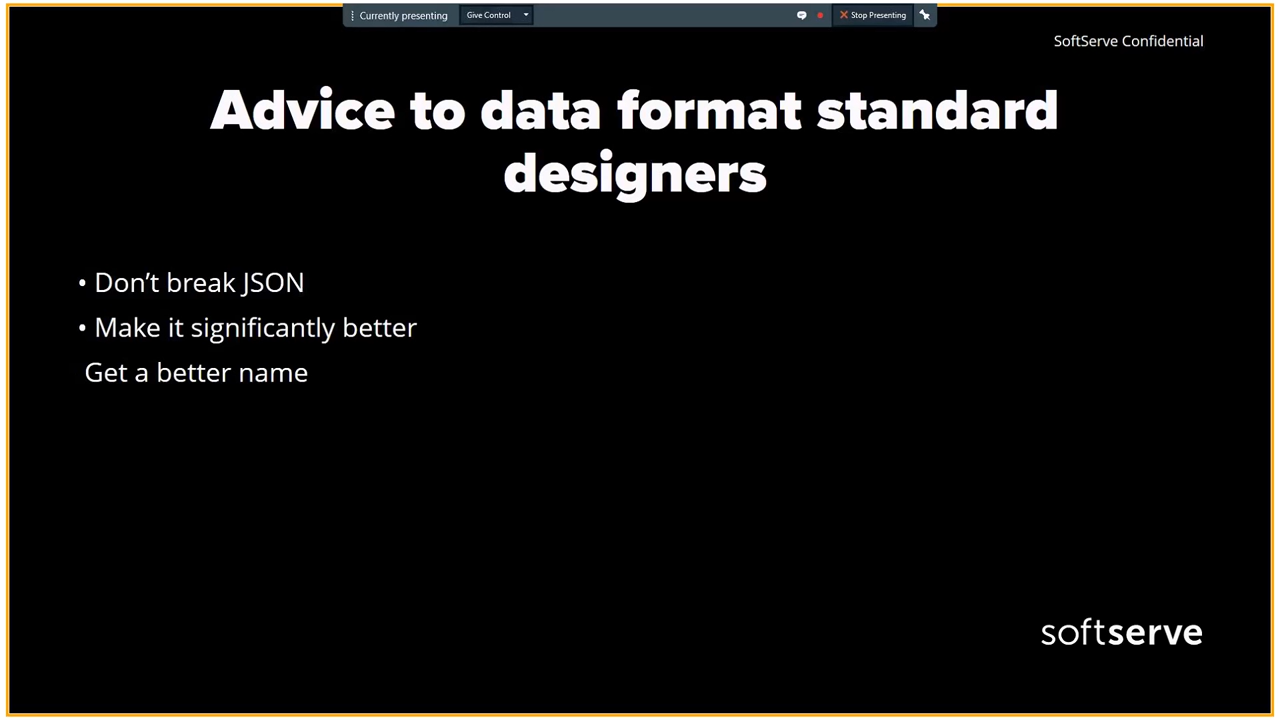 Currently presenting
Give Control
Stop Presenting
SoftServe Confidential
Advice to data format standard
designers
• Don’t break JSON
• Make it significantly better
Get a better name
softserve